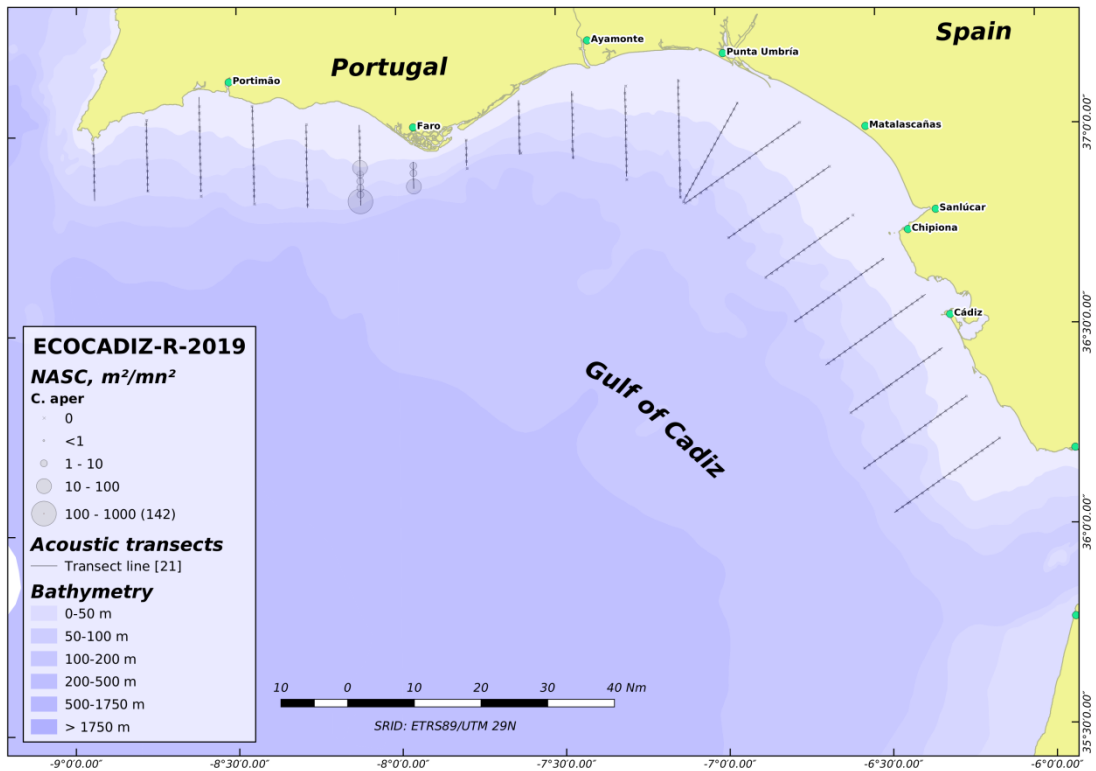 Spain
Portugal
Ayamonte
Punta Umbría
Portimão
Faro
Matalascañas
Sanlúcar
Chipiona
Cádiz
Gulf of Cadiz
37°0'0.00"
36°30'0.00"
36°0'0.00"
35°30'0.00"
ECOCADIZ-R-2019
NASC, m²/mn²
C. aper
0
<1
1 - 10
10 - 100
100 - 1000 (142)
Acoustic transects
Transect line [21]
Bathymetry
0-50 m
50-100 m
100-200 m
200-500 m
500-1750 m
> 1750 m
10 0 10 20 30 40 Nm
SRID: ETRS89/UTM 29N
-9°0'0.00" -8°30'0.00" -8°0'0.00" -7°30'0.00" -7°0'0.00" -6°30'0.00" -6°0'0.00"